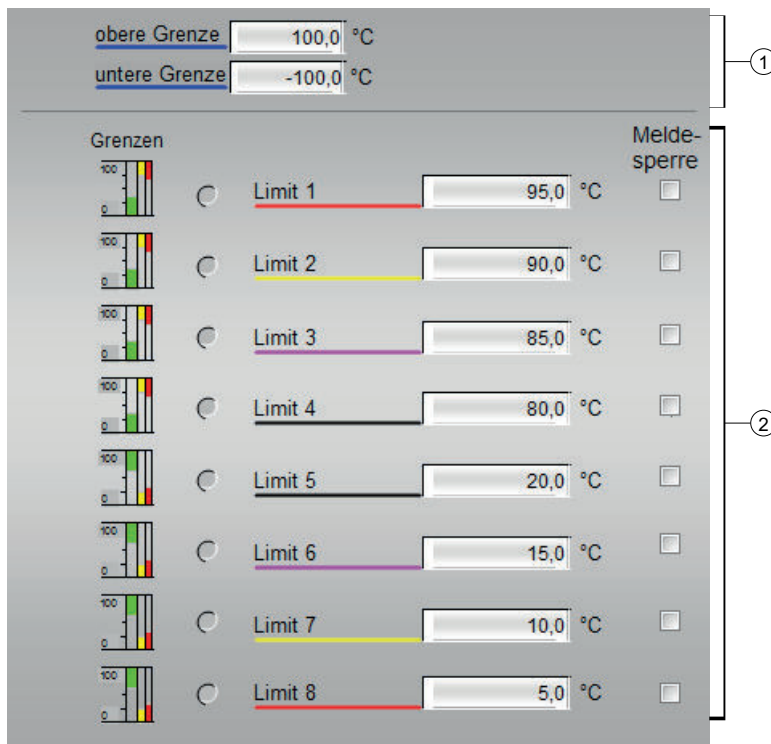 obere Grenze 100,0 °C
untere Grenze -100,0 °C
1
Grenzen
Melde-
sperre
100
0
Limit 1 95,0 °C
100
0
Limit 2 90,0 °C
100
0
Limit 3 85,0 °C
100
0
Limit 4 80,0 °C
2
100
0
Limit 5 20,0 °C
100
0
Limit 6 15,0 °C
100
0
Limit 7 10,0 °C
100
0
Limit 8 5,0 °C